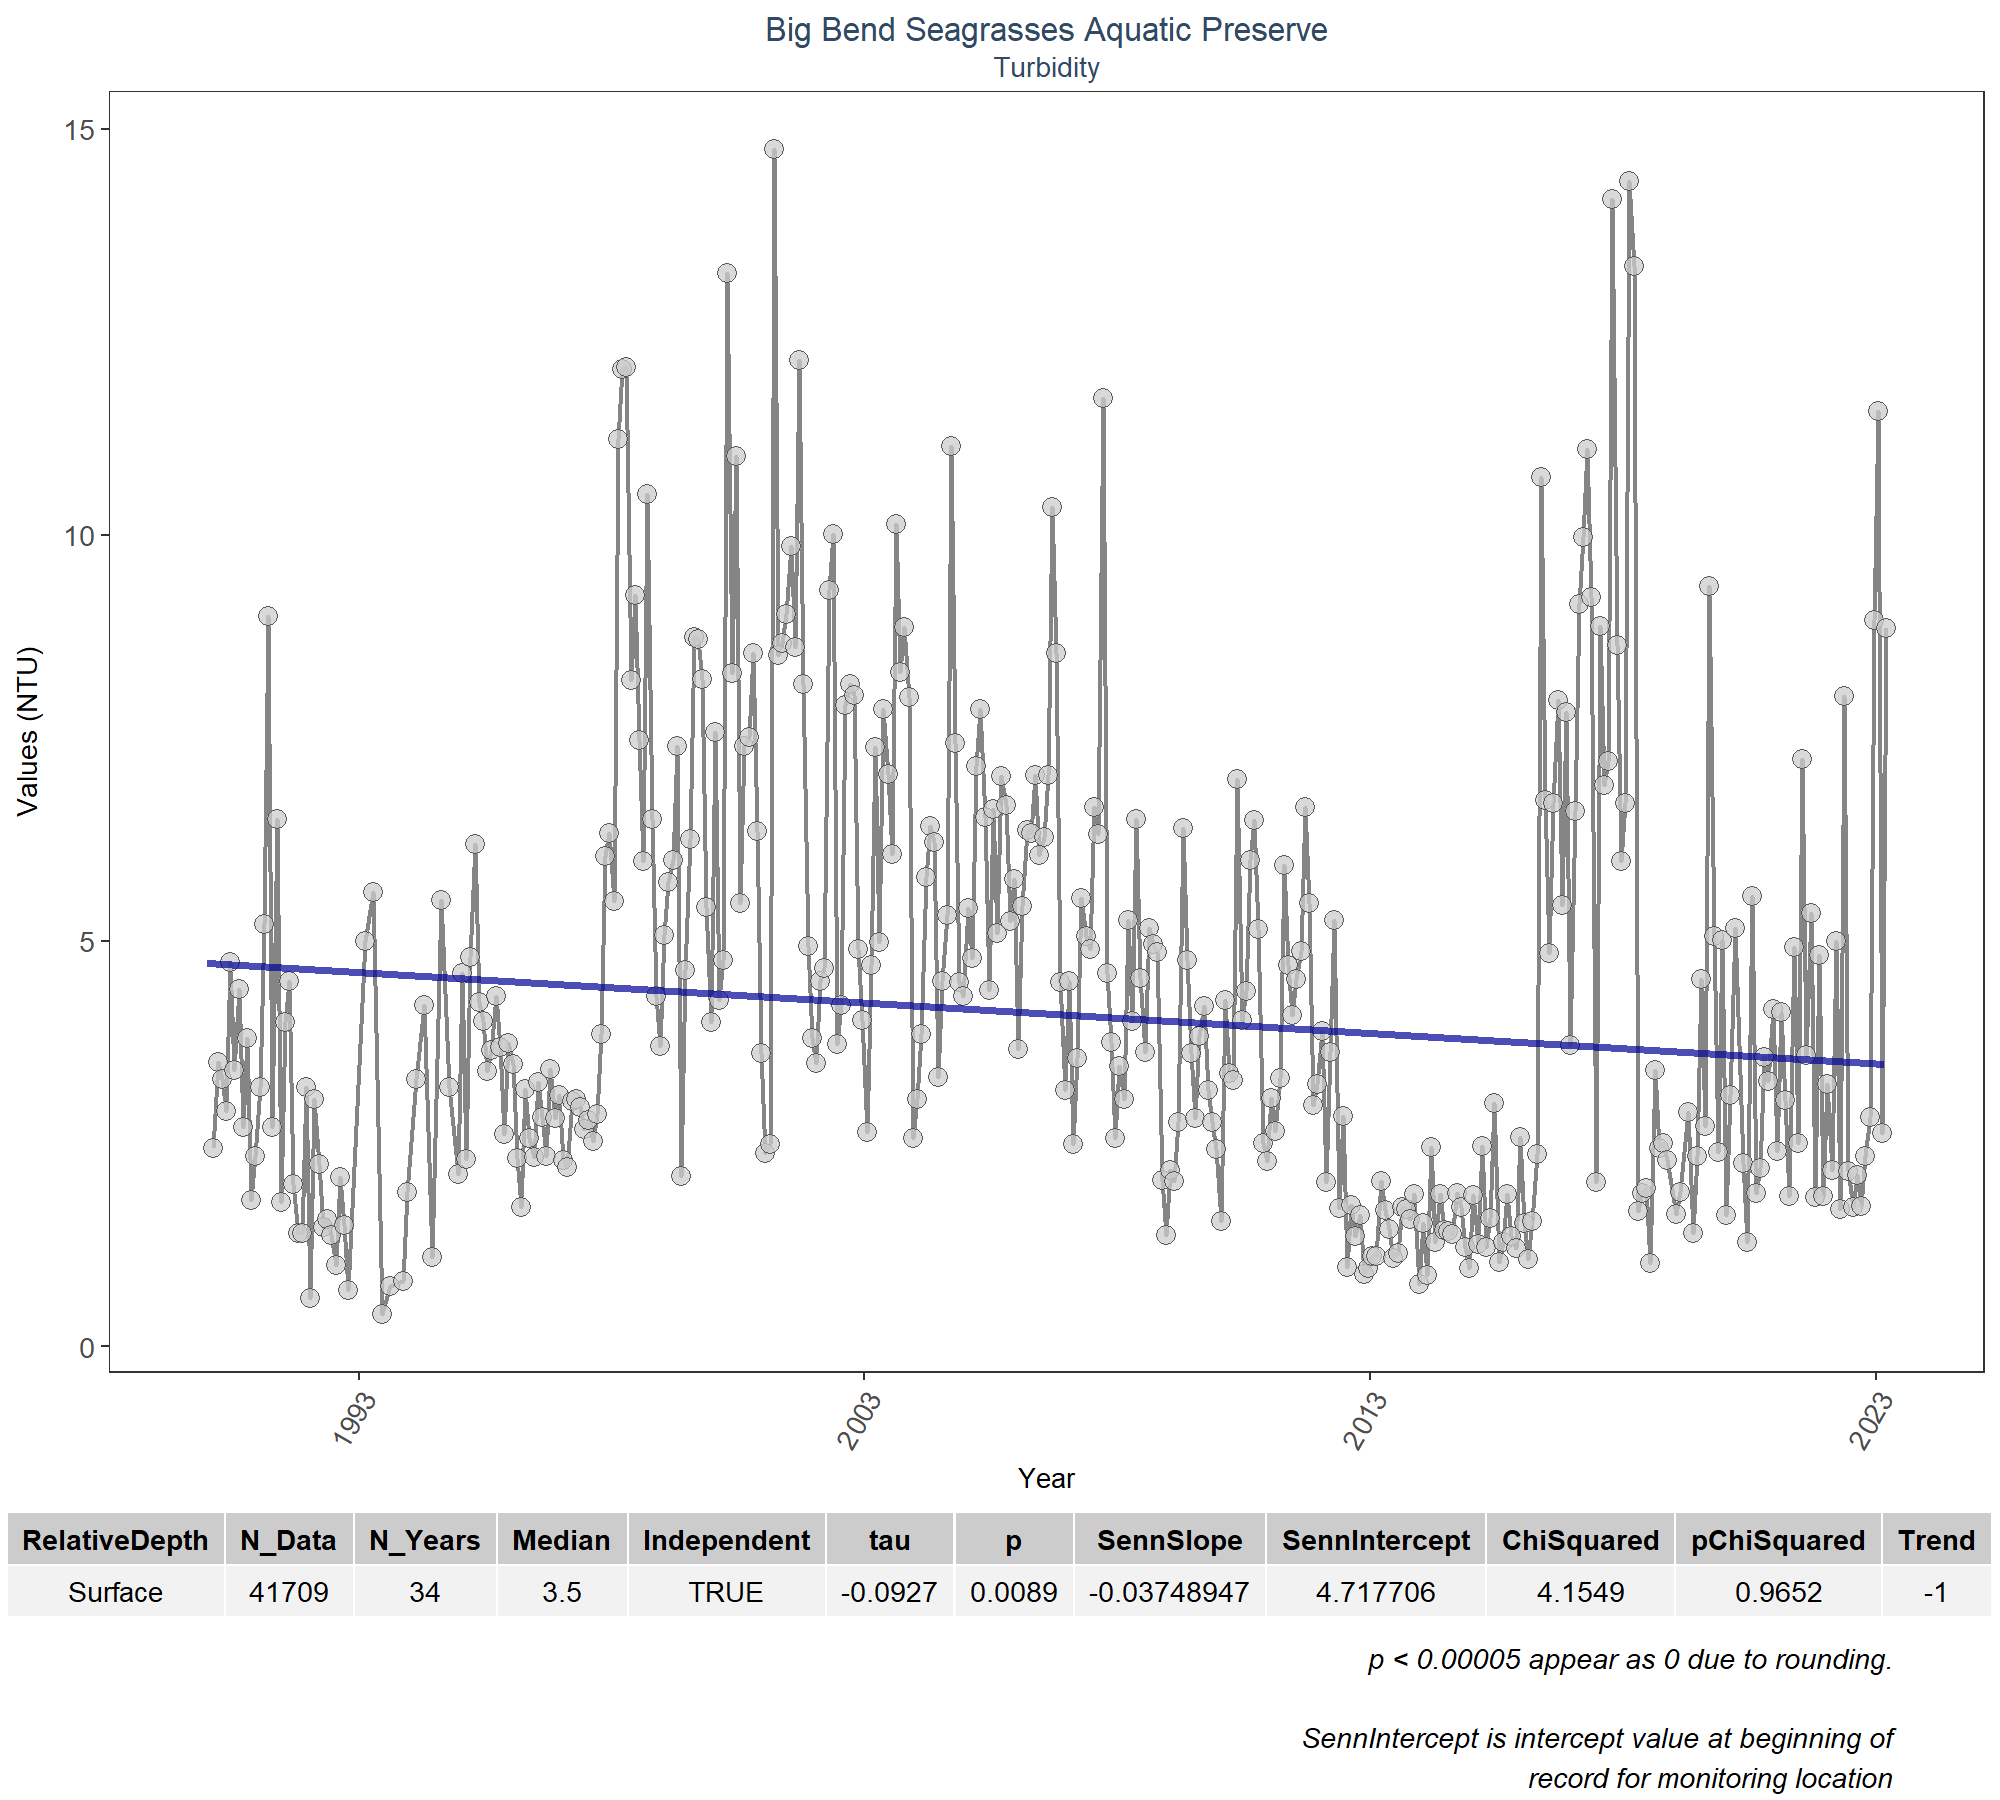 Big Bend Seagrasses Aquatic Preserve
Turbidity
Values (NTU)
15
10
5
0
1993 2003 2013 2023
Year
RelativeDepth N_Data N_Years Median Independent tau p SennSlope SennIntercept ChiSquared pChiSquared Trend
Surface 41709 34 3.5 TRUE -0.0927 0.0089 -0.03748947 4.717706 4.1549 0.9652 -1
p < 0.00005 appear as 0 due to rounding.
SennIntercept is intercept value at beginning of
record for monitoring location